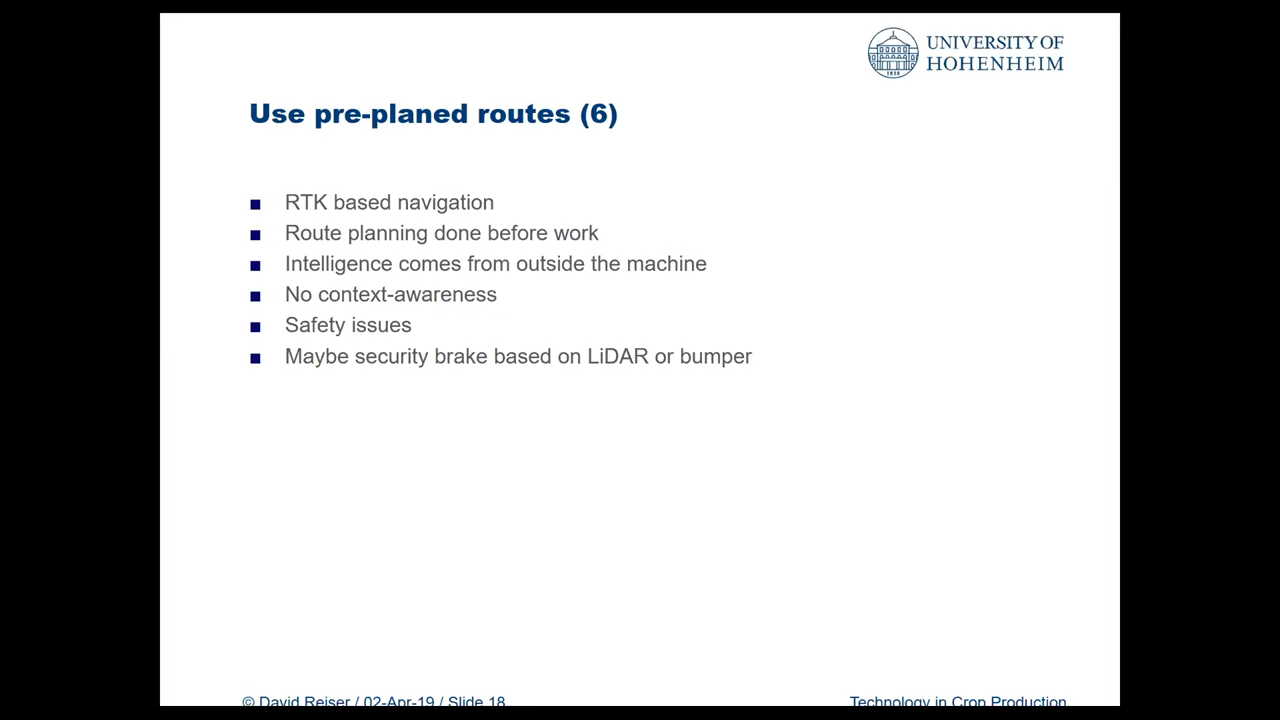 UNIVERSITY OF
HOHENHEIM
1818
Use pre-planed routes (6)
■ RTK based navigation
■ Route planning done before work
■ Intelligence comes from outside the machine
■ No context-awareness
■ Safety issues
■ Maybe security brake based on LiDAR or bumper
© David Reiser / 02-Apr-19 / Slide 18
Technology in Crop Production